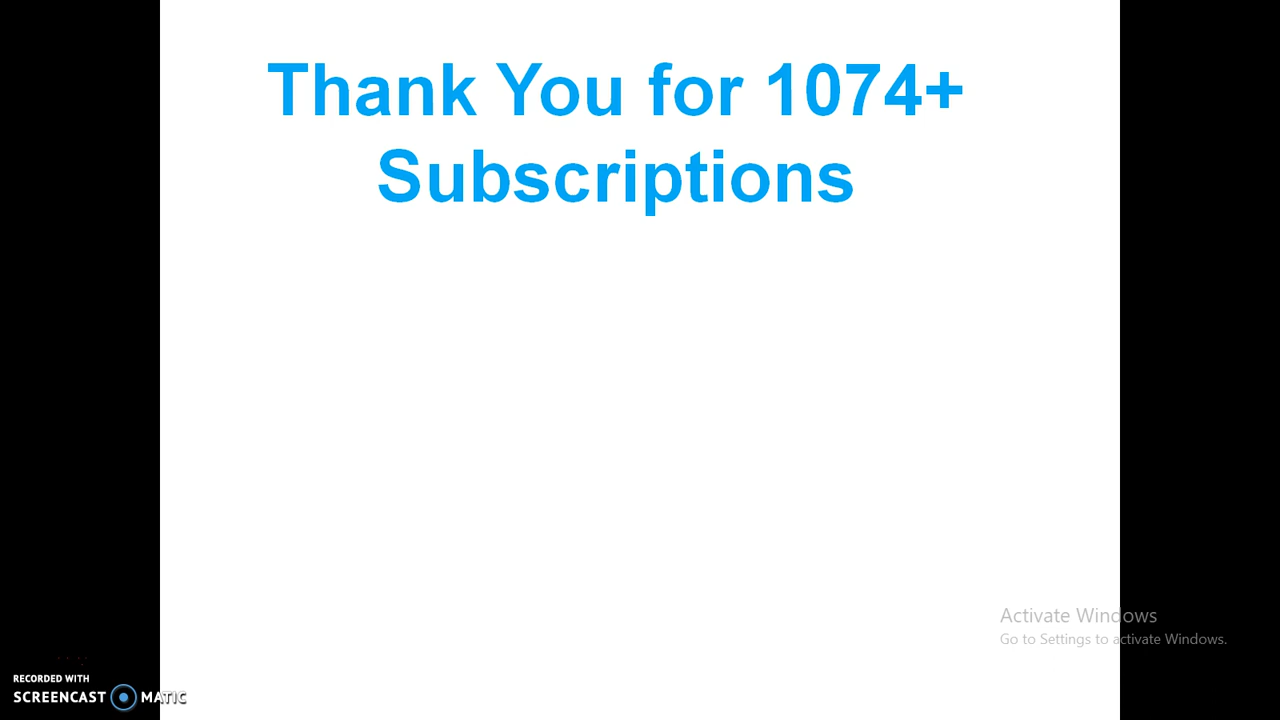 Thank You for 1074+
Subscriptions
Activate Windows
Go to Settings to activate Windows.
RECORDED WITH
SCREENCAST MATIC